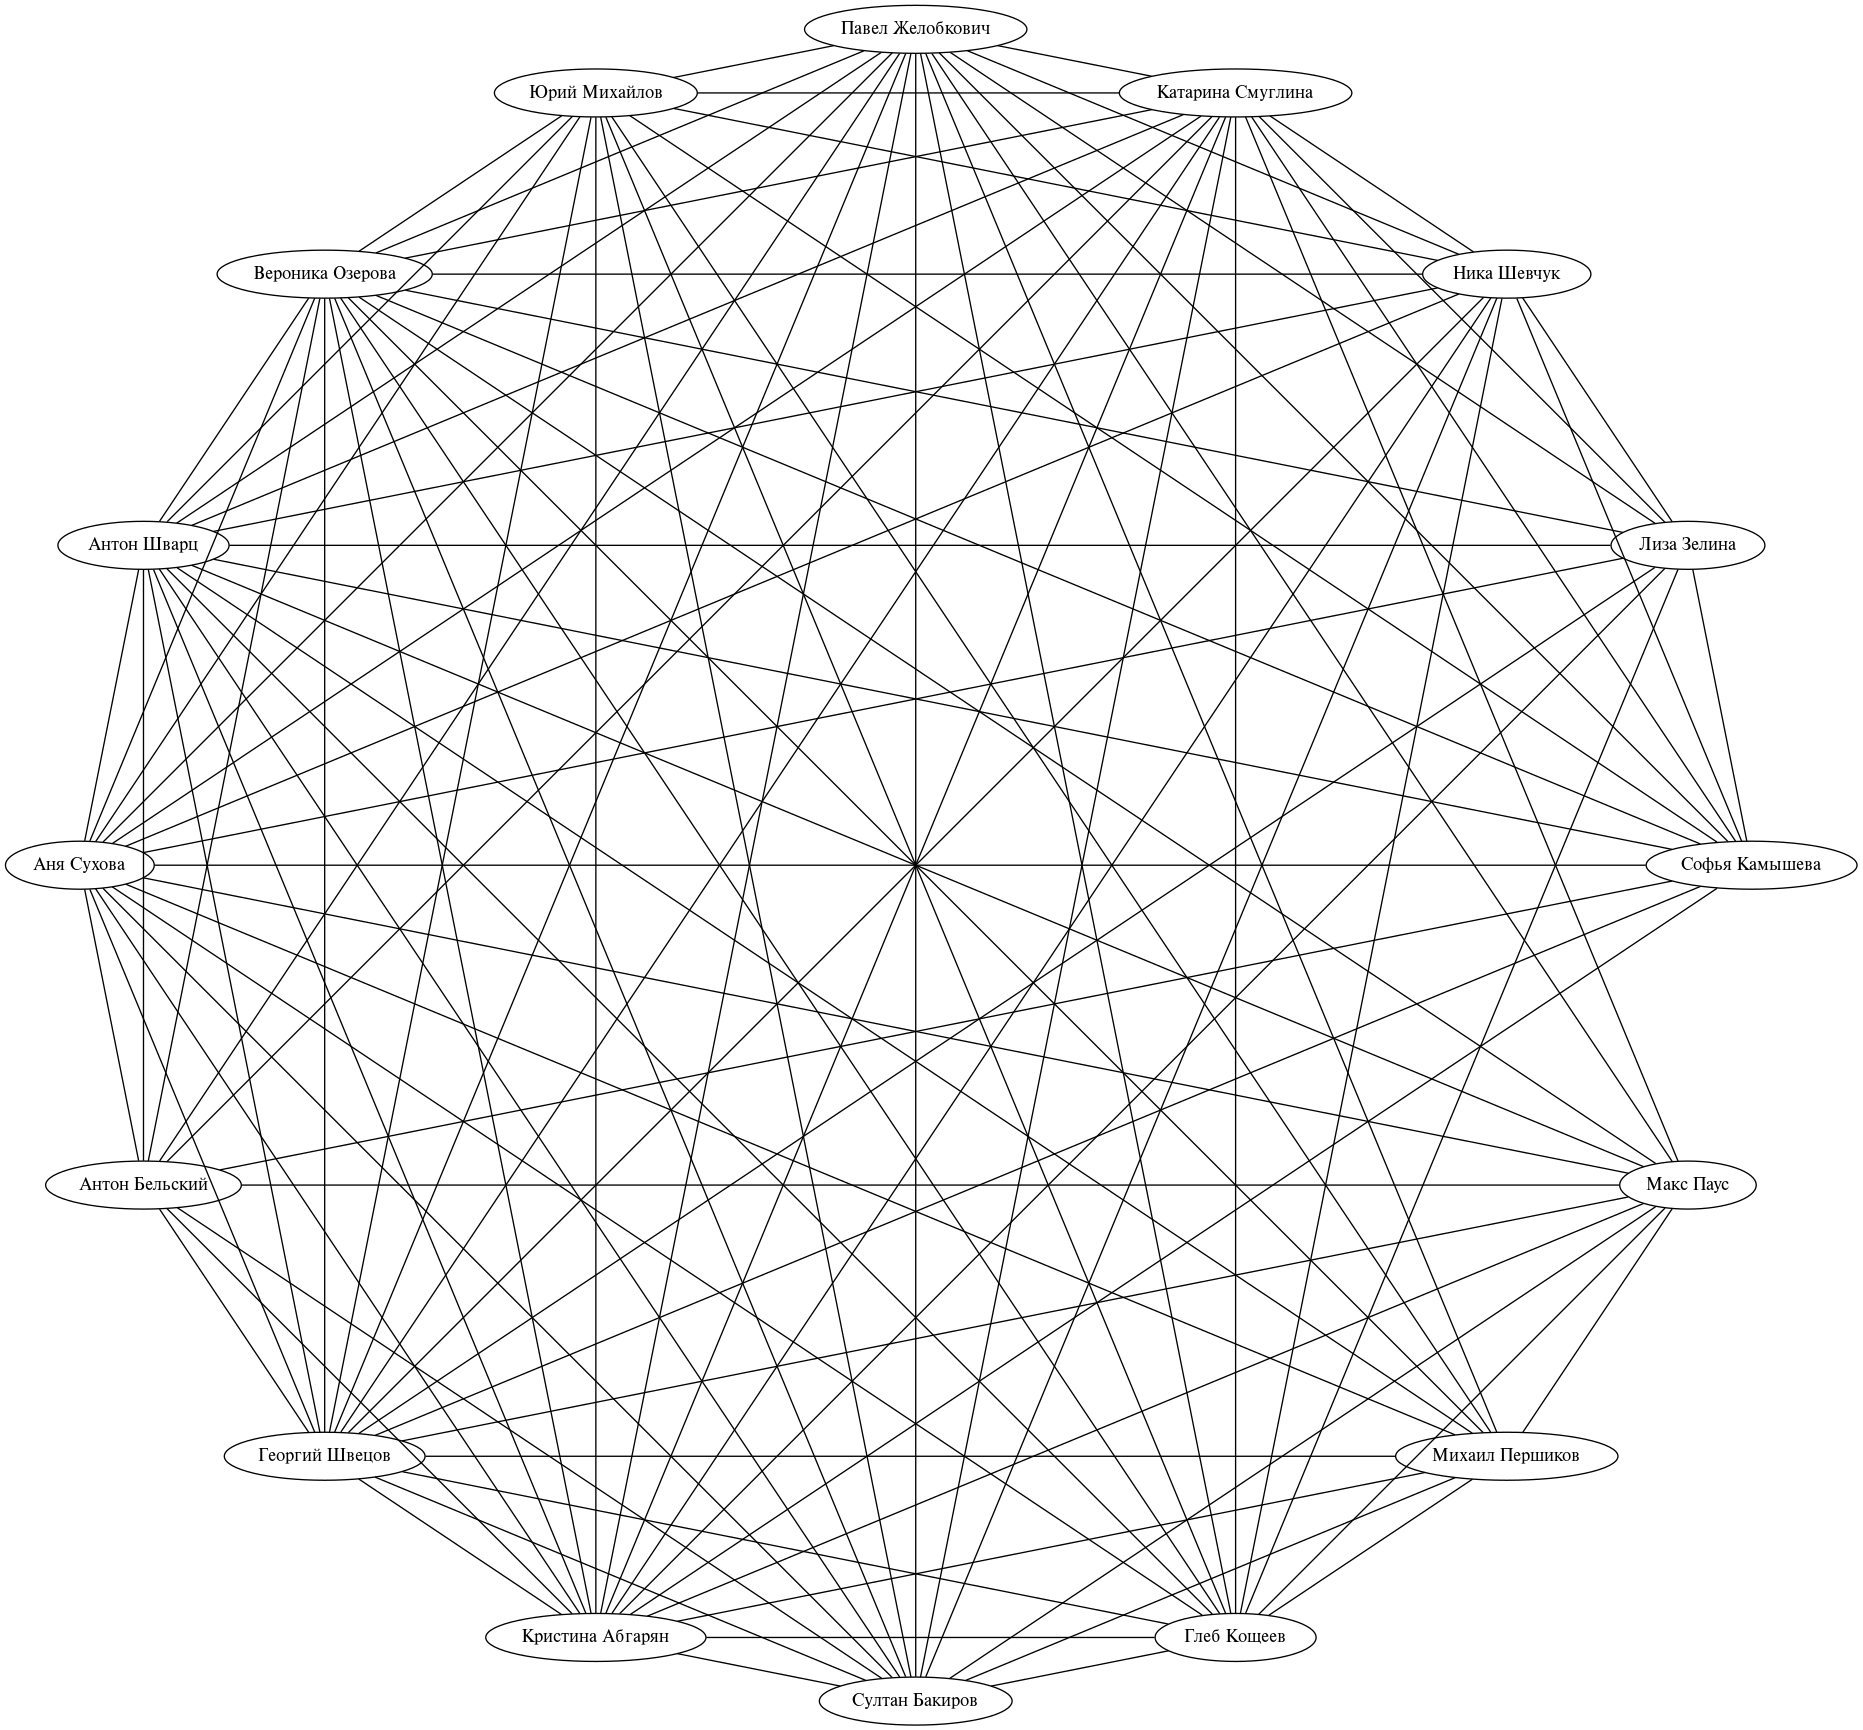 Павел Желобкович
Юрий Михайлов
Катарина Смуглина
Вероника Озерова
Ника Шевчук
Антон Шварц
Лиза Зелина
Аня Сухова
Софья Камышева
Антон Бельский
Макс Паус
Георгий Швецов
Михаил Першиков
Кристина Абгарян
Глеб Кощеев
Султан Бакиров